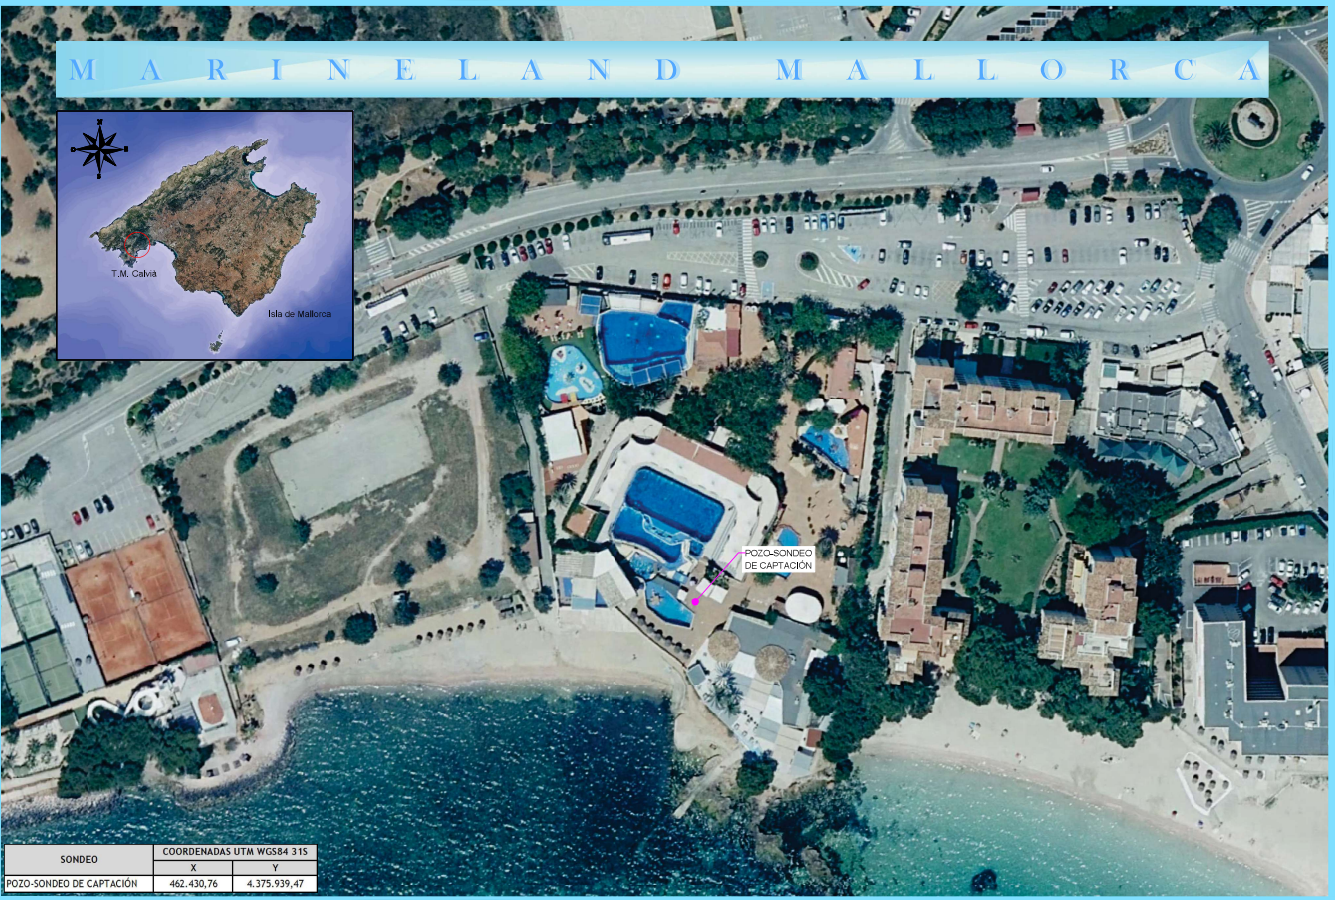 MARINELAND MALLORCA
T.M. Calvià
Isla de Mallorca
POZO-SONDEO
DE CAPTACIÓN
SONDEO COORDENADAS UTM WGS84 31S
X Y
POZO-SONDEO DE CAPTACIÓN 462.430,76 4.375.939,47